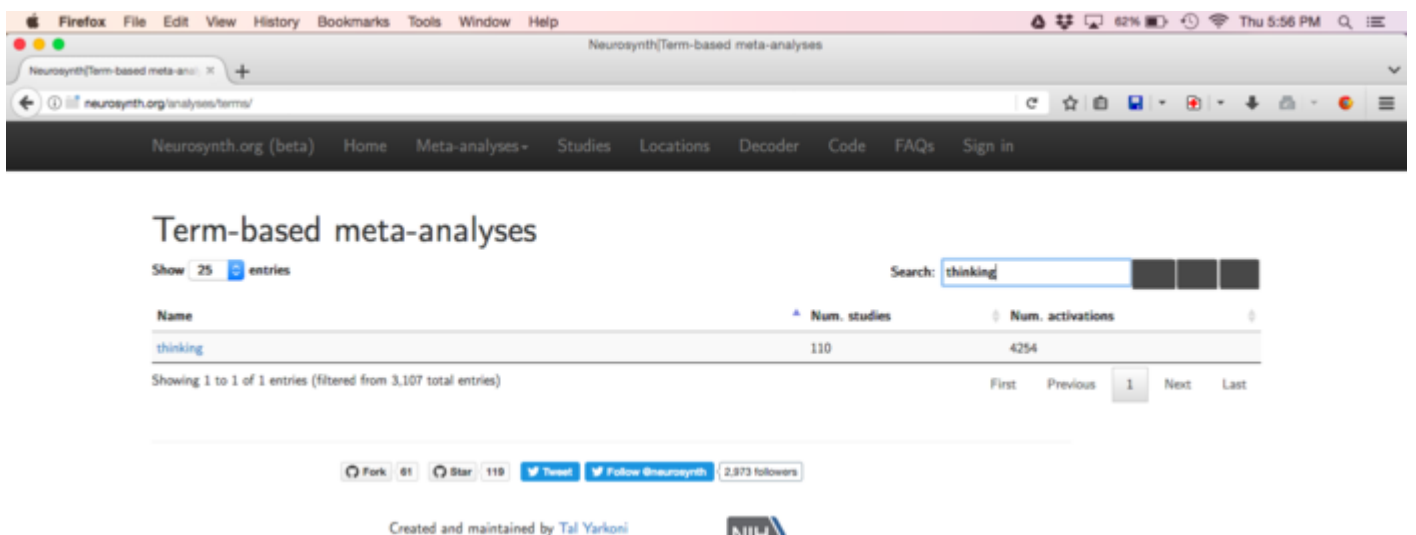 Firefox File Edit View History Bookmarks Tools Window Help 62% Thu 5:56 PM
Neurosynth|Term-based meta-analyses
Neurosynth|Term-based meta-anal
neurosynth.org/analyses/terms/
Neurosynth.org (beta) Home Meta-analyses Studies Locations Decoder Code FAQs Sign in
Term-based meta-analyses
Show 25 entries Search: thinking
Name Num. studies Num. activations
thinking 110 4254
Showing 1 to 1 of 1 entries (filtered from 3,107 total entries) First Previous 1 Next Last
Fork 61 Star 119 Tweet Follow @neurosynth 2,973 followers
Created and maintained by Tal Yarkoni NIH